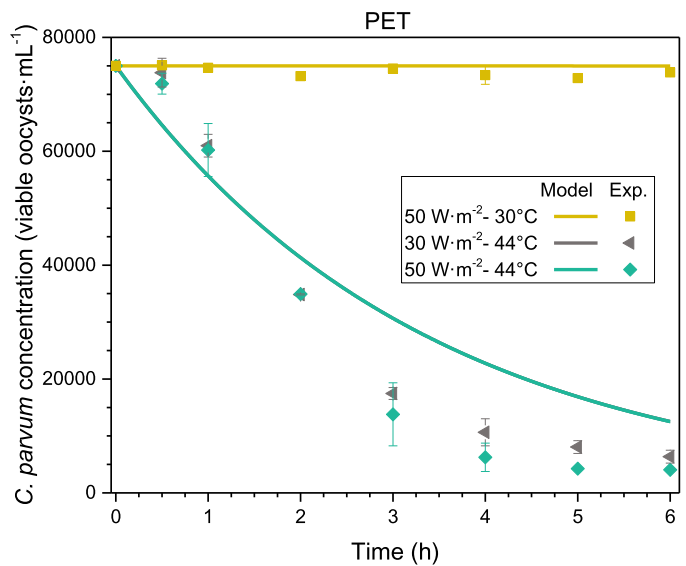 PET
80000
60000
40000
20000
0
C. parvum concentration (viable oocysts·mL⁻¹)
Model Exp.
50 W·m⁻²- 30°C
30 W·m⁻²- 44°C
50 W·m⁻²- 44°C
0 1 2 3 4 5 6
Time (h)